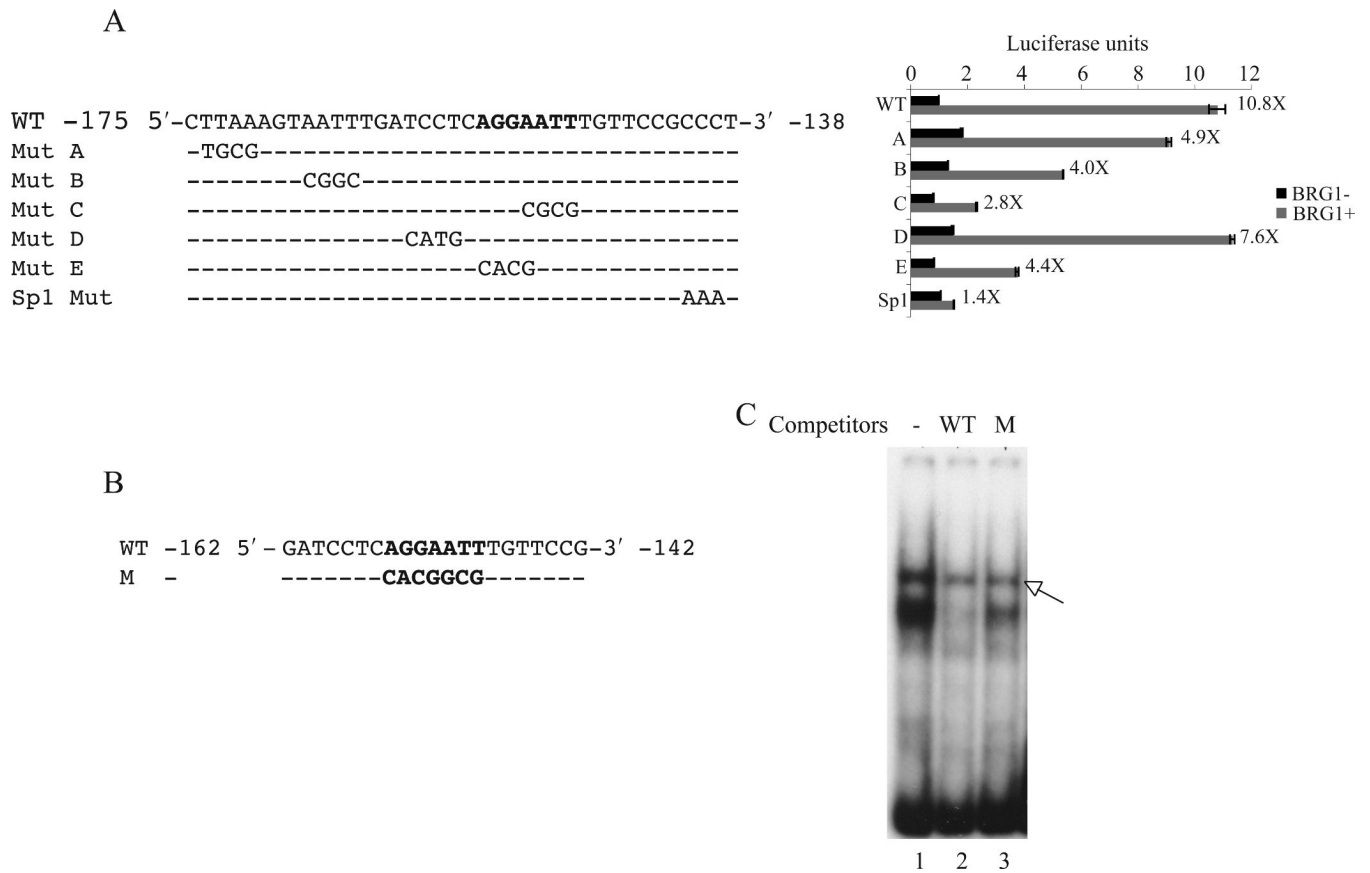 A
WT -175 5′-CTTAAAGTAATTTGATCCTCAGGAATTTGTTCCGCCCT-3′ -138
Mut A -TGCG---------------------------------
Mut B --------CGGC--------------------------
Mut C -----------------------CGCG-----------
Mut D ---------------CATG-------------------
Mut E --------------------CACG--------------
Sp1 Mut ----------------------------------AAA-
Luciferase units
0 2 4 6 8 10 12
WT 10.8X
A 4.9X
B 4.0X
C 2.8X
D 7.6X
E 4.4X
Sp1 1.4X
BRG1-
BRG1+
B
WT -162 5′-GATCCTCAGGAATTTGTTCCG-3′ -142
M - -------CACGGCG-------
C
Competitors - WT M
1 2 3